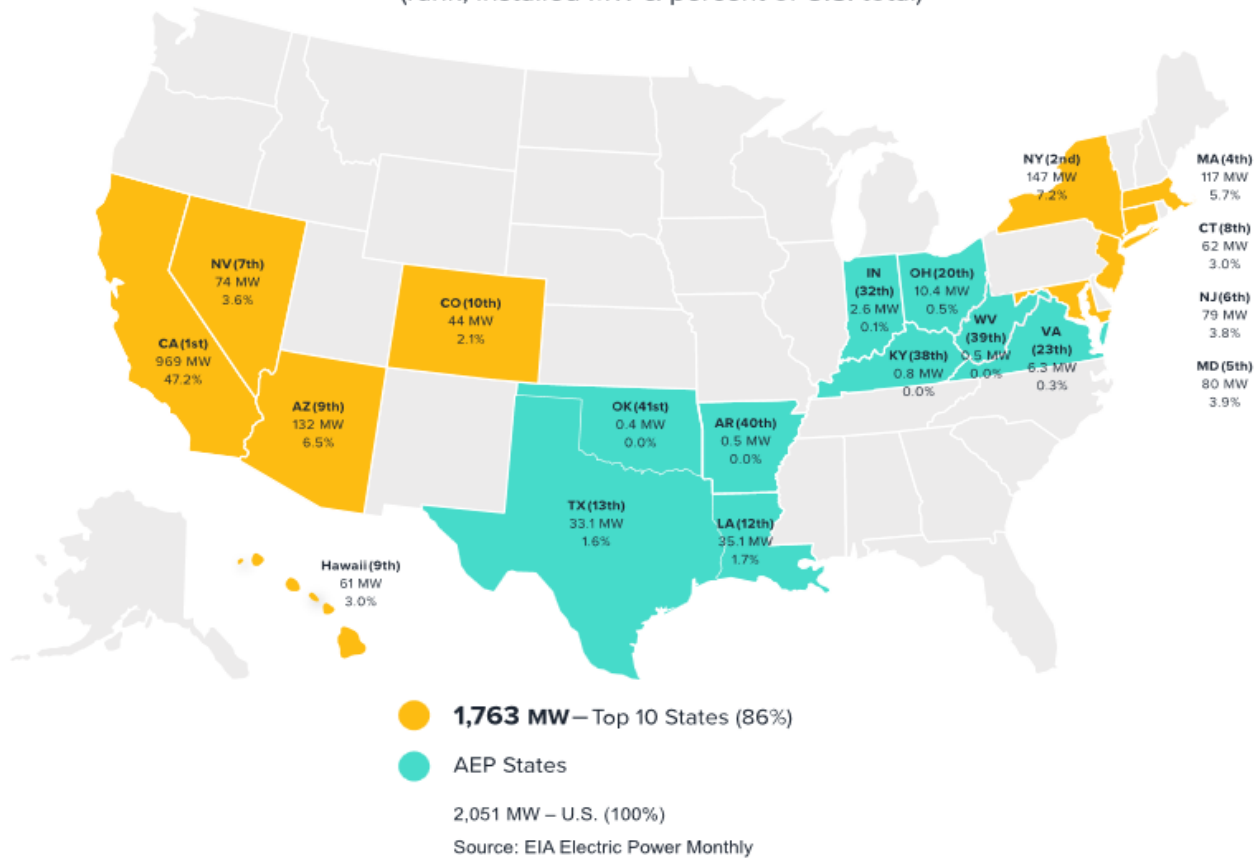 NY (2nd)
147 MW
7.2%
MA (4th)
117 MW
5.7%
CT (8th)
62 MW
3.0%
NJ (6th)
79 MW
3.8%
MD (5th)
80 MW
3.9%
NV (7th)
74 MW
3.6%
CO (10th)
44 MW
2.1%
CA (1st)
969 MW
47.2%
AZ (9th)
132 MW
6.5%
IN
(32th)
2.6 MW
0.1%
OH (20th)
10.4 MW
0.5%
WV
(39th)
0.5 MW
0.0%
VA
(23th)
6.3 MW
0.3%
KY (38th)
0.8 MW
0.0%
OK (41st)
0.4 MW
0.0%
AR (40th)
0.5 MW
0.0%
TX (13th)
33.1 MW
1.6%
LA (12th)
35.1 MW
1.7%
Hawaii (9th)
61 MW
3.0%
1,763 MW – Top 10 States (86%)
AEP States
2,051 MW – U.S. (100%)
Source: EIA Electric Power Monthly